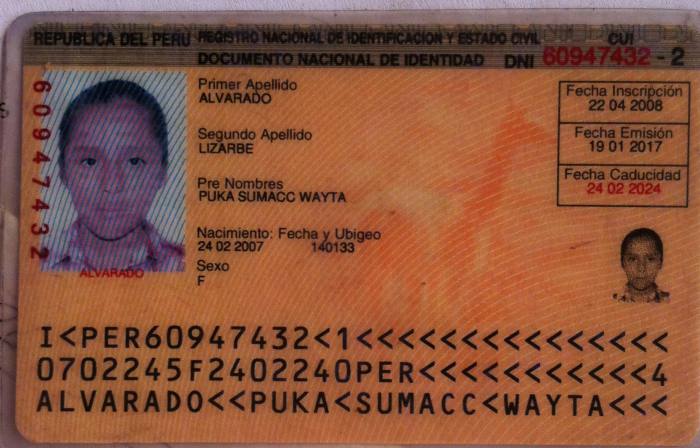 REPUBLICA DEL PERU REGISTRO NACIONAL DE IDENTIFICACION Y ESTADO CIVIL CUI
DOCUMENTO NACIONAL DE IDENTIDAD DNI 60947432 - 2
60947432
Primer Apellido
ALVARADO
Segundo Apellido
LIZARBE
Pre Nombres
PUKA SUMACC WAYTA
Nacimiento: Fecha y Ubigeo
24 02 2007 140133
Sexo
F
Fecha Inscripción
22 04 2008
Fecha Emisión
19 01 2017
Fecha Caducidad
24 02 2024
ALVARADO
I<PER60947432<1<<<<<<<<<<<<<<<
0702245F2402240PER<<<<<<<<<<<4
ALVARADO<<PUKA<SUMACC<WAYTA<<<